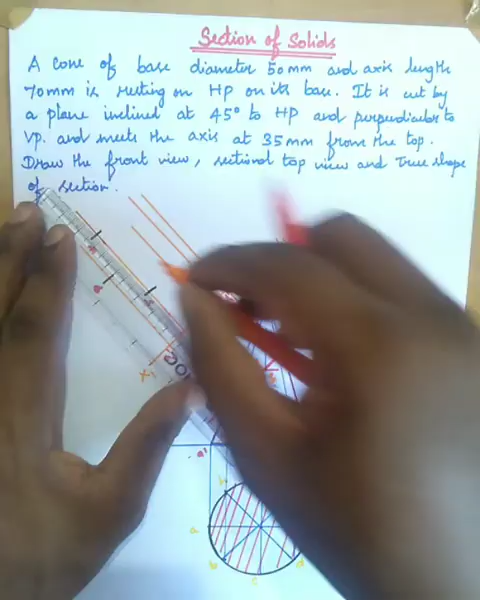 Section of Solids
A cone of base diameter 50mm and axis length
70mm is resting on HP on its base. It is cut by
a plane inclined at 45° to HP and perpendicular to
VP. and meets the axis at 35mm from the top.
Draw the front view, sectional top view and True shape
of section.
X1
a'
b
a
b
c
d